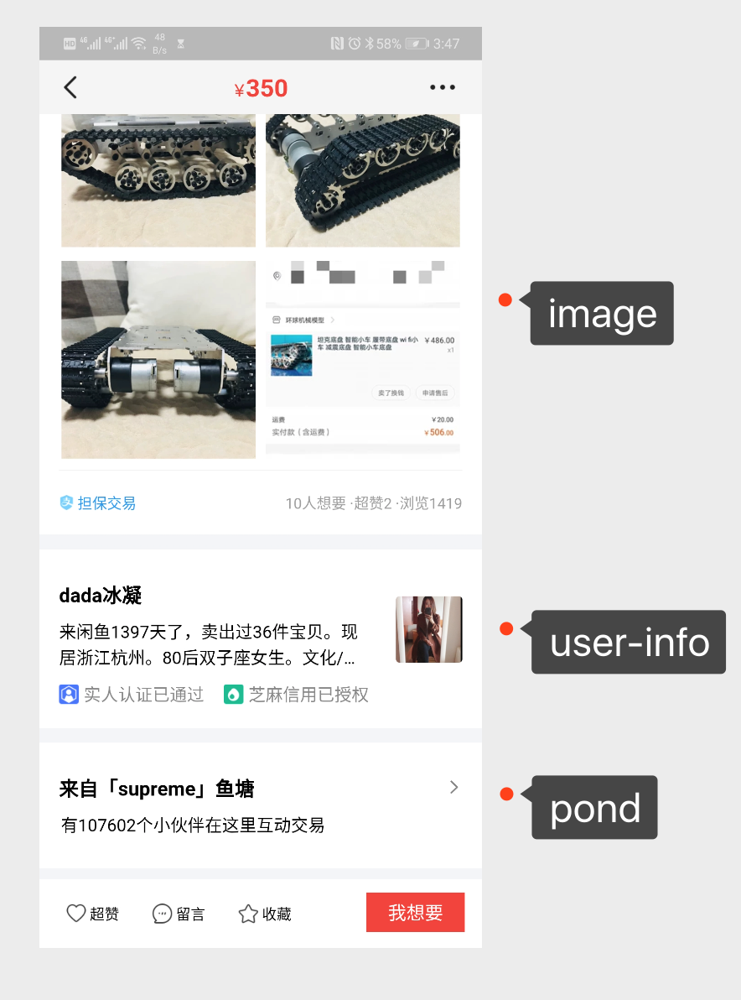 HD 4G 4G+ 48 B/s 58% 3:47
¥350
环球机械模型
坦克底盘 智能小车 履带底盘 wi fi小车 减震底盘 智能小车底盘
¥486.00
x1
卖了换钱 申请售后
运费 ¥20.00
实付款(含运费) ¥506.00
image
担保交易 10人想要 ·超赞2 ·浏览1419
dada冰凝
来闲鱼1397天了，卖出过36件宝贝。现
居浙江杭州。80后双子座女生。文化/…
实人认证已通过 芝麻信用已授权
user-info
来自「supreme」鱼塘
有107602个小伙伴在这里互动交易
pond
超赞 留言 收藏 我想要